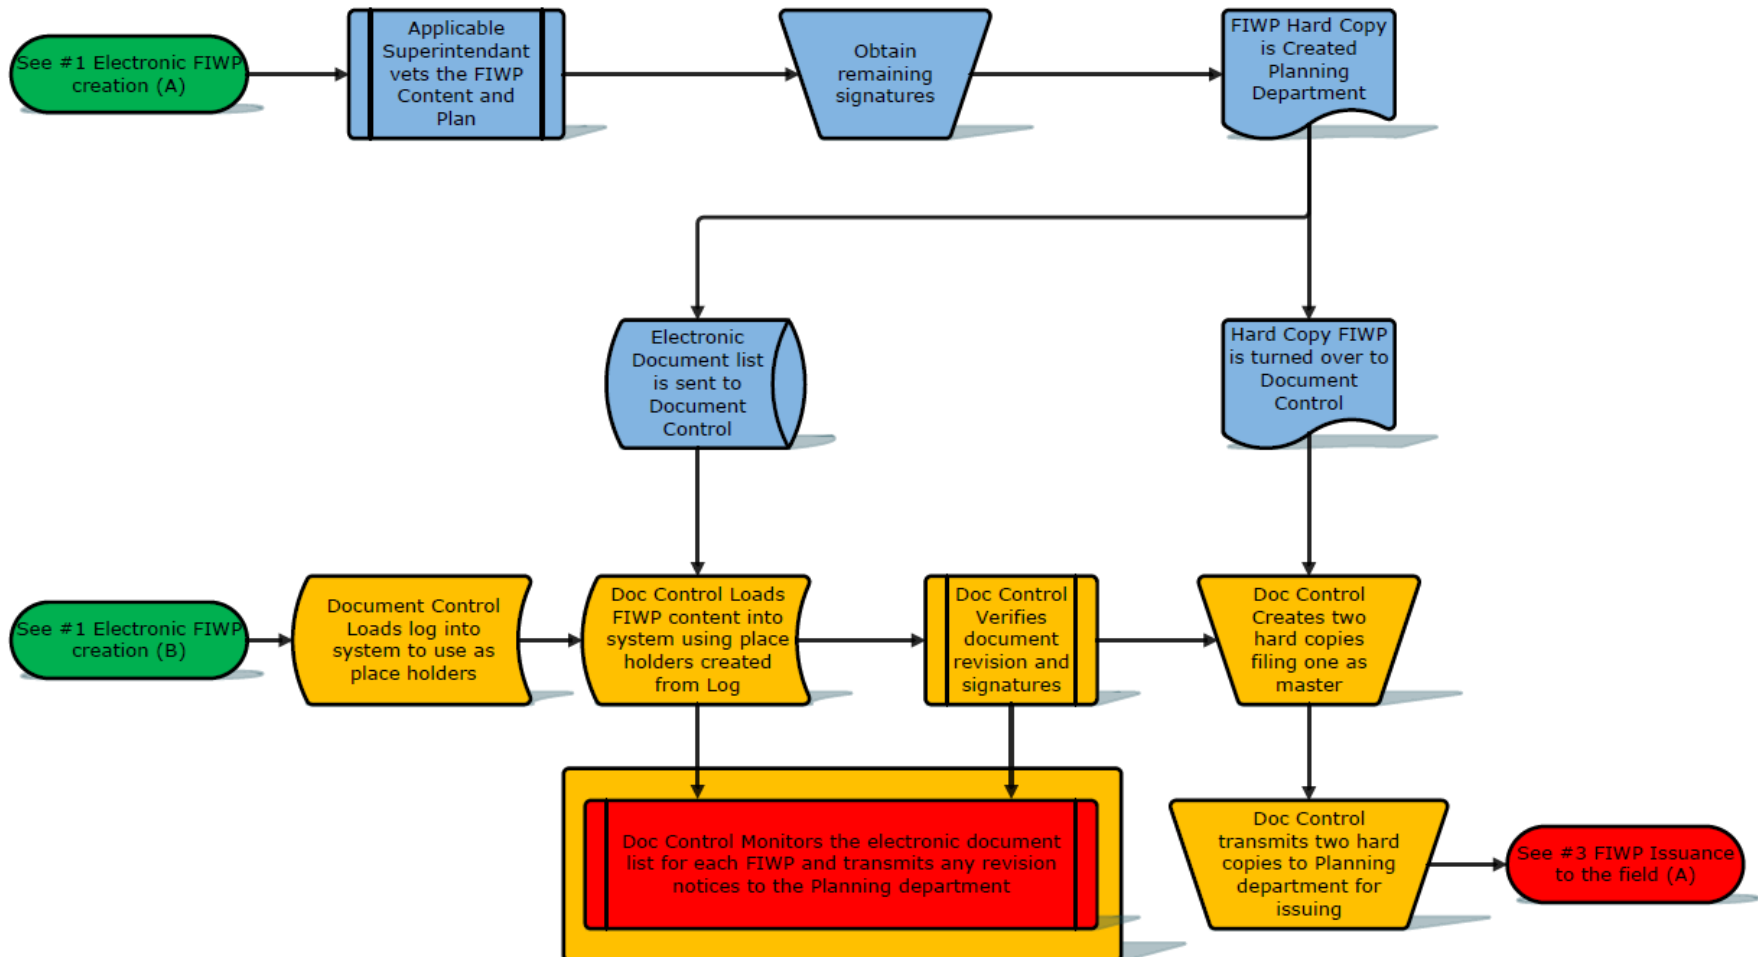 See #1 Electronic FIWP
creation (A)
Applicable
Superintendant
vets the FIWP
Content and
Plan
Obtain
remaining
signatures
FIWP Hard Copy
is Created
Planning
Department
Electronic
Document list
is sent to
Document
Control
Hard Copy FIWP
is turned over to
Document
Control
See #1 Electronic FIWP
creation (B)
Document Control
Loads log into
system to use as
place holders
Doc Control Loads
FIWP content into
system using place
holders created
from Log
Doc Control
Verifies
document
revision and
signatures
Doc Control
Creates two
hard copies
filing one as
master
Doc Control Monitors the electronic document
list for each FIWP and transmits any revision
notices to the Planning department
Doc Control
transmits two hard
copies to Planning
department for
issuing
See #3 FIWP Issuance
to the field (A)